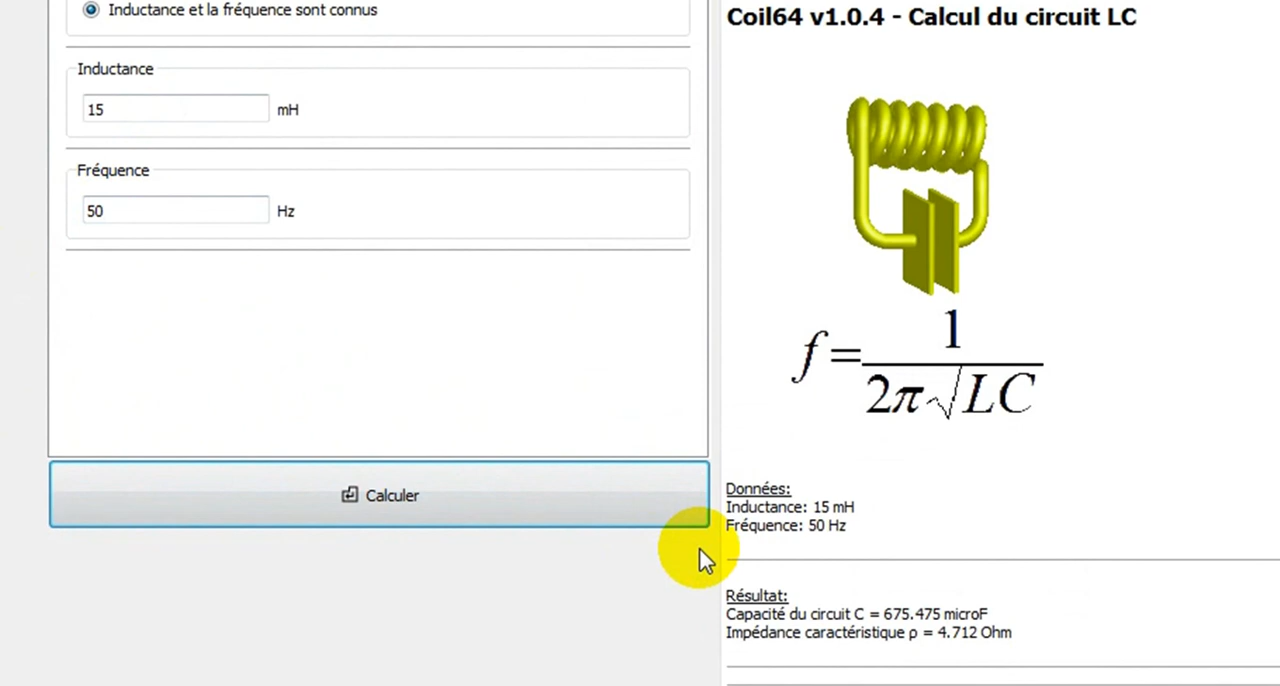 Inductance et la fréquence sont connus
Inductance
15 mH
Fréquence
50 Hz
Calculer
Coil64 v1.0.4 - Calcul du circuit LC
f = 1 / 2π√LC
Données:
Inductance: 15 mH
Fréquence: 50 Hz
Résultat:
Capacité du circuit C = 675.475 microF
Impédance caractéristique ρ = 4.712 Ohm